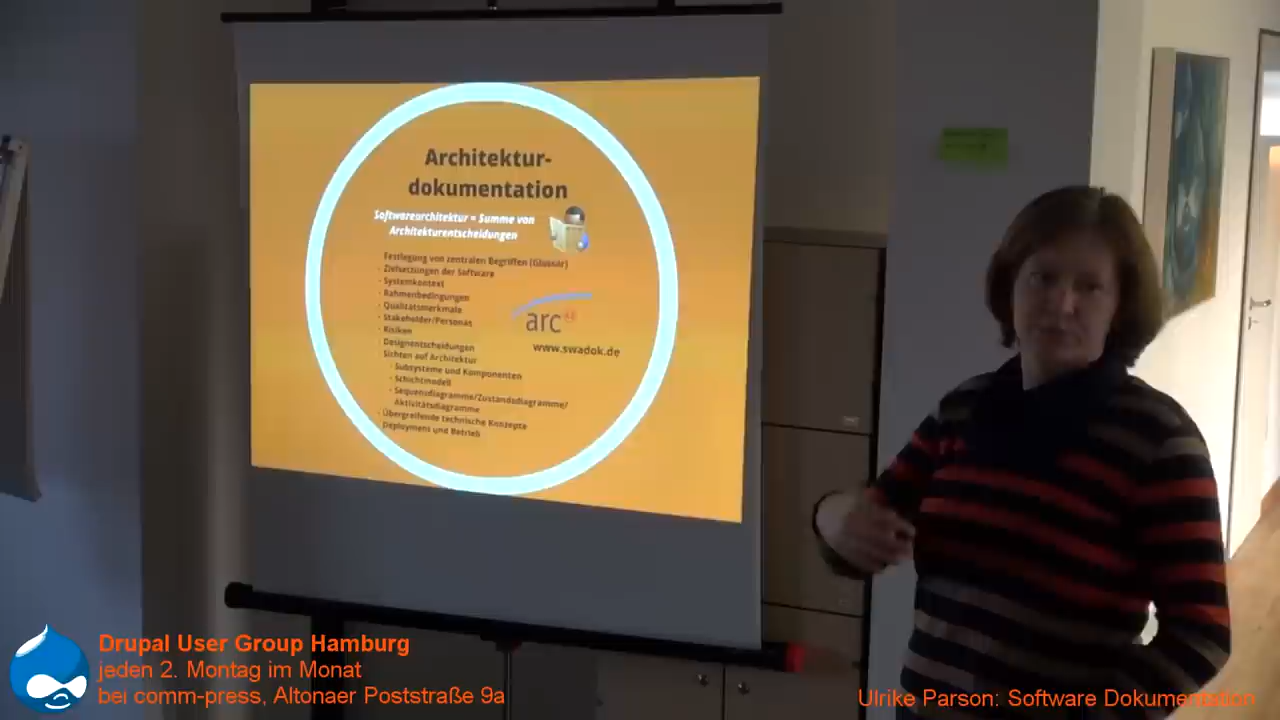 Architektur-
dokumentation
Softwarearchitektur = Summe von
Architekturentscheidungen
Festlegung von zentralen Begriffen (Glossar)
- Zielsetzungen der Software
- Systemkontext
- Rahmenbedingungen
- Qualitätsmerkmale
- Stakeholder/Personas
- Risiken
- Designentscheidungen
Sichten auf Architektur
- Subsysteme und Komponenten
- Schichtmodell
- Sequenzdiagramme/Zustandsdiagramme/
Aktivitätsdiagramme
- Übergreifende technische Konzepte
Deployment und Betrieb
arc
www.swadok.de
Drupal User Group Hamburg
jeden 2. Montag im Monat
bei comm-press, Altonaer Poststraße 9a
Ulrike Parson: Software Dokumentation